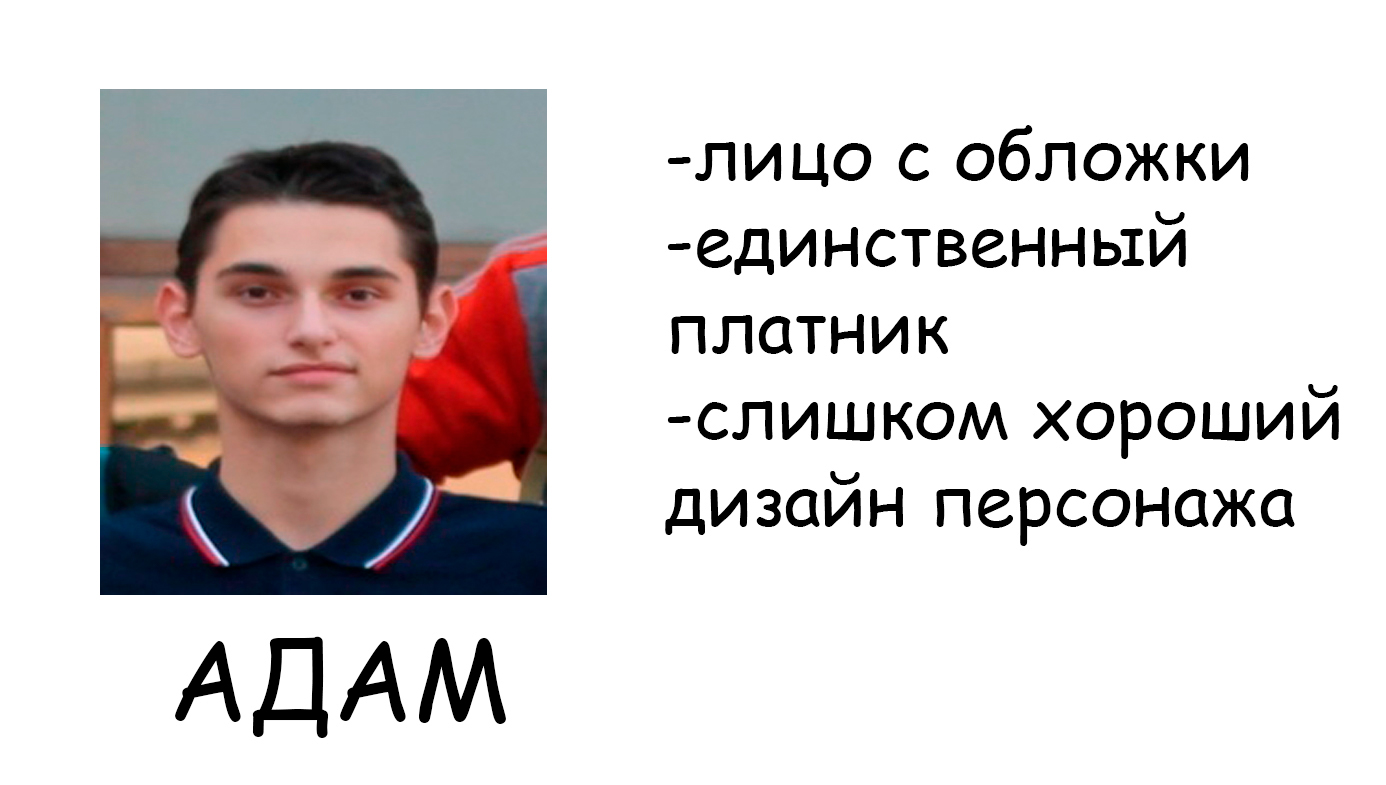 -лицо с обложки
-единственный
платник
-слишком хороший
дизайн персонажа
АДАМ